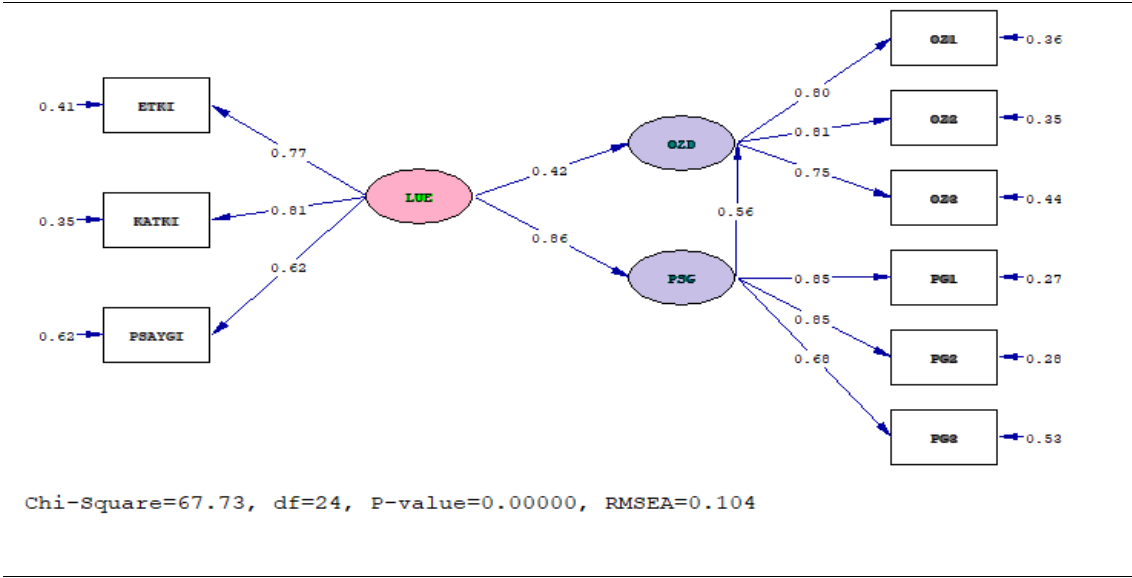 OZ1
0.36
0.41
ETKI
0.80
OZ2
0.35
0.81
0.77
OZD
0.42
0.75
OZ3
0.44
LUE
0.35
KATKI
0.81
0.56
0.86
0.62
PSG
0.85
PG1
0.27
0.85
0.62
PSAYGI
0.68
PG2
0.28
PG3
0.53
Chi-Square=67.73, df=24, P-value=0.00000, RMSEA=0.104